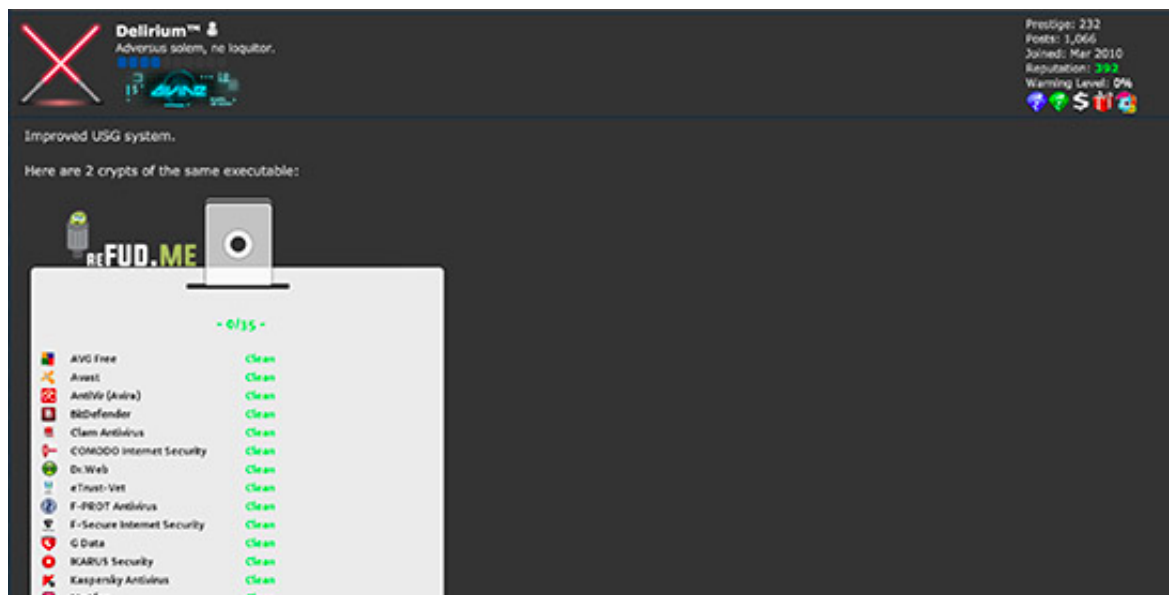 Delirium™
Adversus solem, ne loquitor.
Prestige: 232
Posts: 1,066
Joined: Mar 2010
Reputation: 392
Warning Level: 0%
Improved USG system.
Here are 2 crypts of the same executable:
reFUD.ME
- 0/35 -
AVG Free Clean
Avast Clean
AntiVir (Avira) Clean
BitDefender Clean
Clam Antivirus Clean
COMODO Internet Security Clean
Dr.Web Clean
eTrust-Vet Clean
F-PROT Antivirus Clean
F-Secure Internet Security Clean
G Data Clean
IKARUS Security Clean
Kaspersky Antivirus Clean